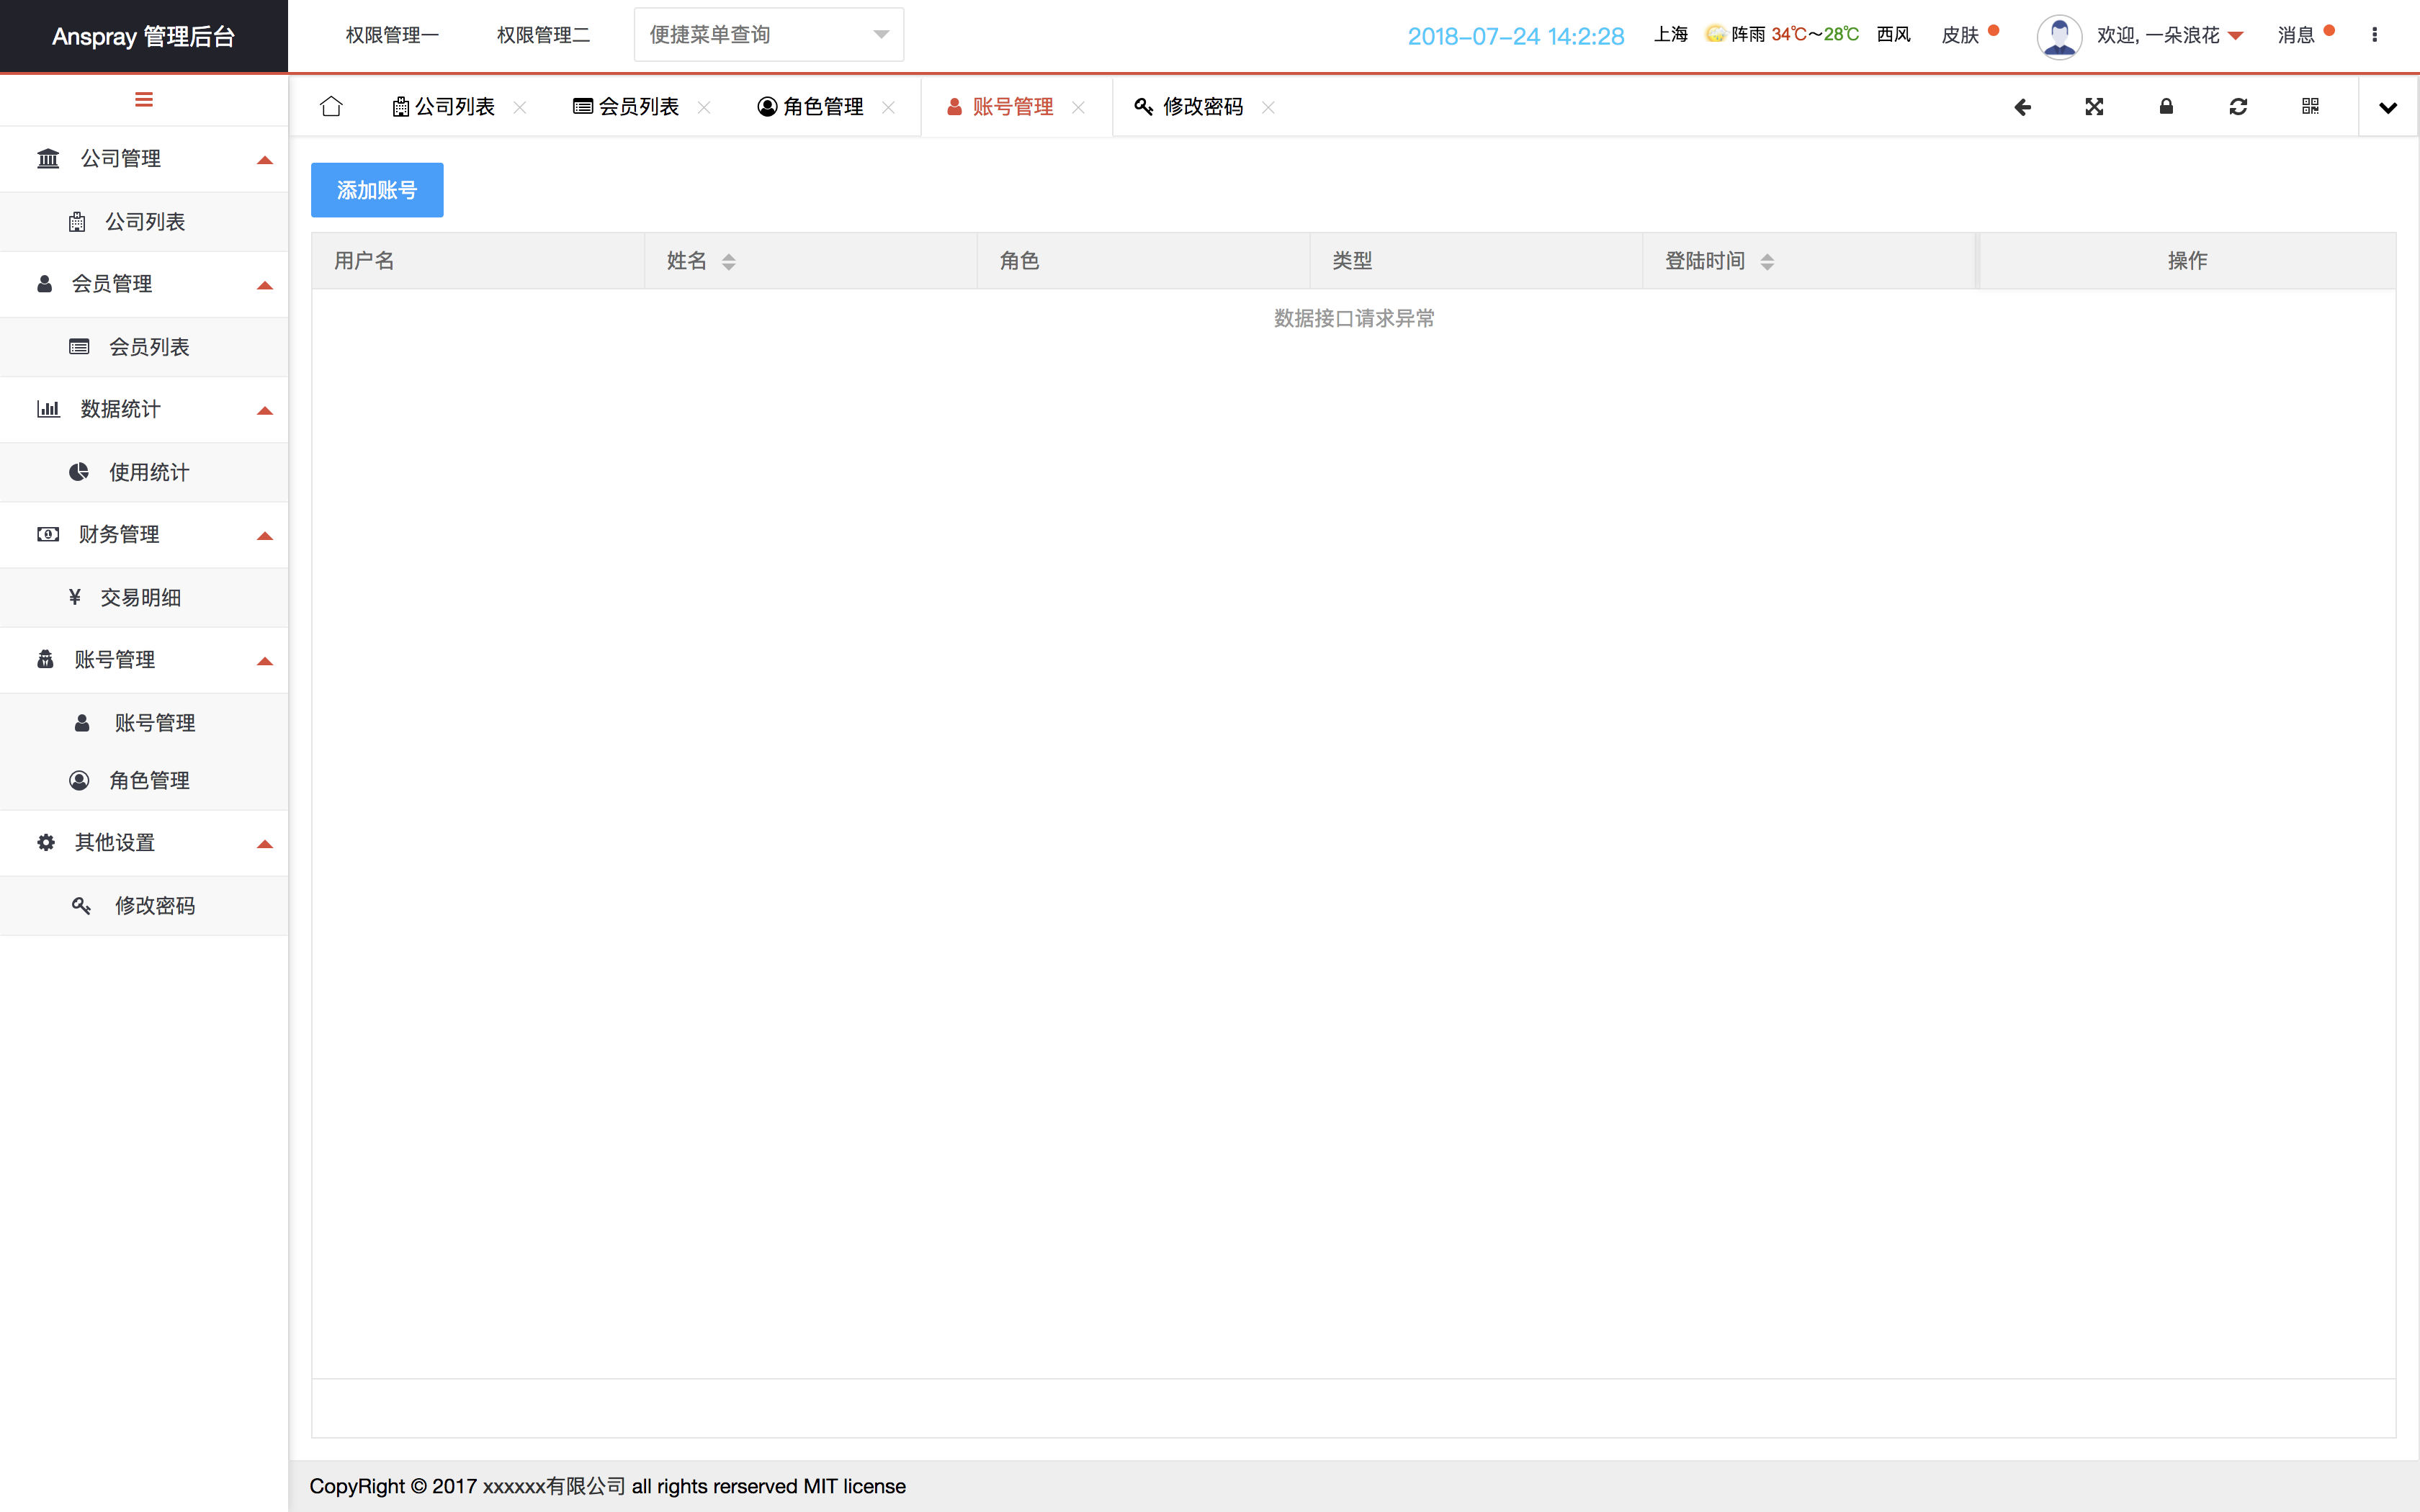 Anspray 管理后台
权限管理一
权限管理二
便捷菜单查询
2018-07-24 14:2:28
上海 阵雨 34℃～28℃ 西风
皮肤
欢迎, 一朵浪花
消息
公司列表
会员列表
角色管理
账号管理
修改密码
公司管理
公司列表
会员管理
会员列表
数据统计
使用统计
财务管理
¥ 交易明细
账号管理
账号管理
角色管理
其他设置
修改密码
添加账号
用户名 姓名 角色 类型 登陆时间 操作
数据接口请求异常
CopyRight © 2017 xxxxxx有限公司 all rights rerserved MIT license